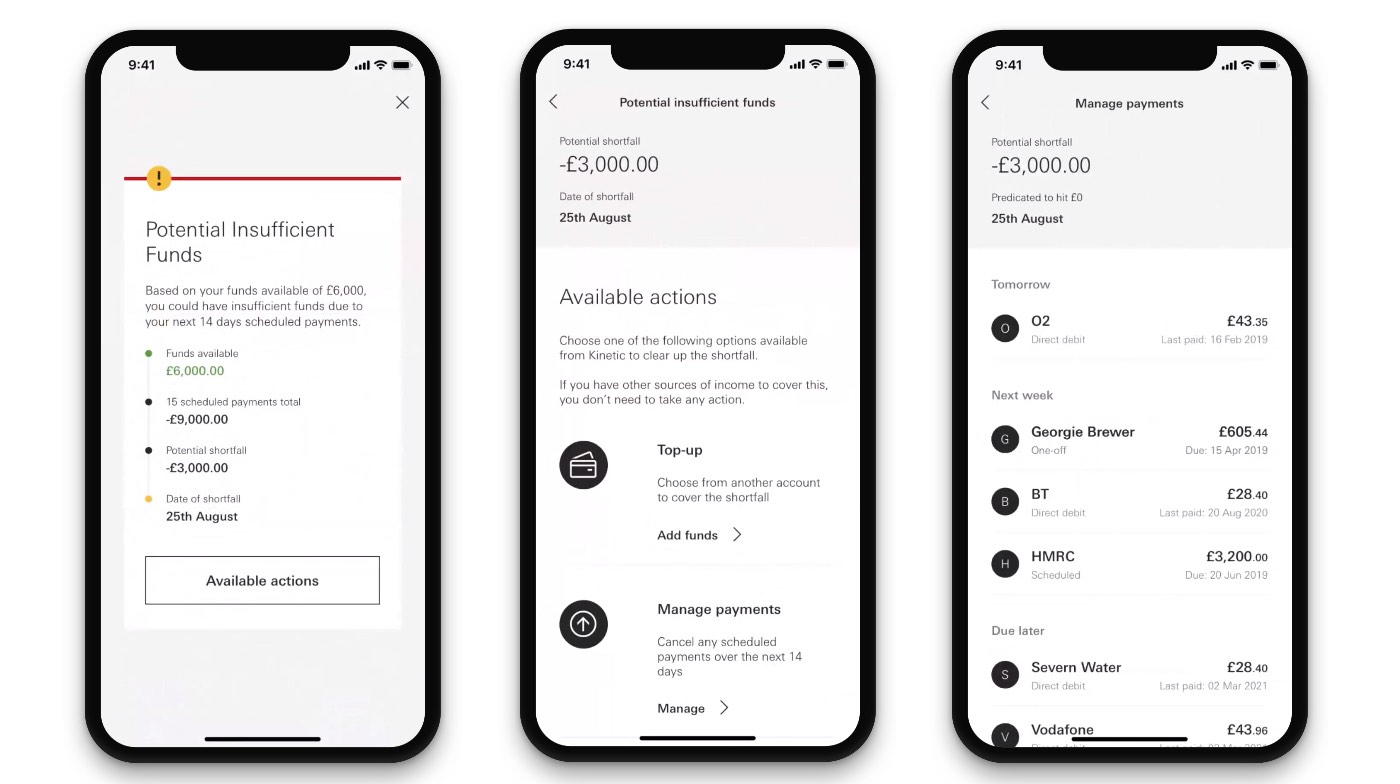 9:41
Potential Insufficient
Funds
Based on your funds available of £6,000,
you could have insufficient funds due to
your next 14 days scheduled payments.
Funds available
£6,000.00
15 scheduled payments total
-£9,000.00
Potential shortfall
-£3,000.00
Date of shortfall
25th August
Available actions
9:41
Potential insufficient funds
Potential shortfall
-£3,000.00
Date of shortfall
25th August
Available actions
Choose one of the following options available
from Kinetic to clear up the shortfall.
If you have other sources of income to cover this,
you don't need to take any action.
Top-up
Choose from another account
to cover the shortfall
Add funds
Manage payments
Cancel any scheduled
payments over the next 14
days
Manage
9:41
Manage payments
Potential shortfall
-£3,000.00
Predicated to hit £0
25th August
Tomorrow
O
O2 £43.35
Direct debit Last paid: 16 Feb 2019
Next week
G
Georgie Brewer £605.44
One-off Due: 15 Apr 2019
B
BT £28.40
Direct debit Last paid: 20 Aug 2020
H
HMRC £3,200.00
Scheduled Due: 20 Jun 2019
Due later
S
Severn Water £28.40
Direct debit Last paid: 02 Mar 2021
V
Vodafone £43.96